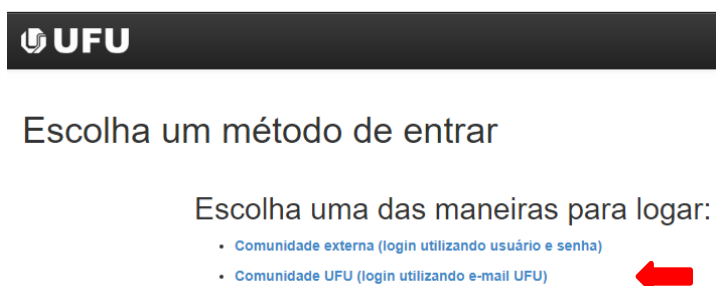 UFU
Escolha um método de entrar
Escolha uma das maneiras para logar:
Comunidade externa (login utilizando usuário e senha)
Comunidade UFU (login utilizando e-mail UFU)